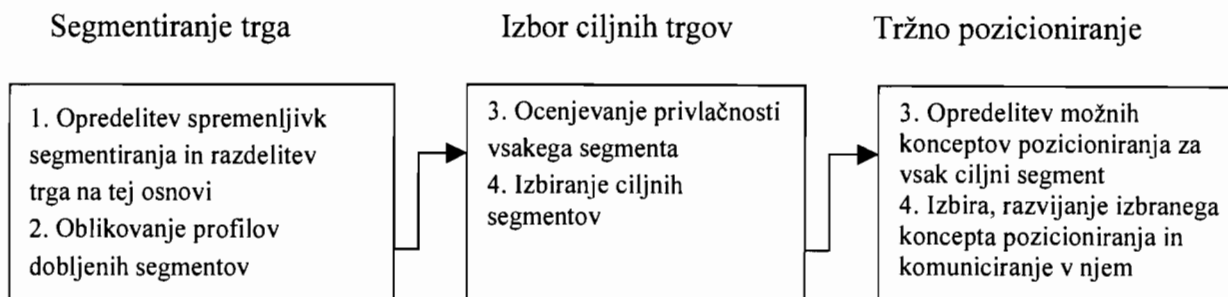 Segmentiranje trga
Izbor ciljnih trgov
Tržno pozicioniranje
1. Opredelitev spremenljivk
segmentiranja in razdelitev
trga na tej osnovi
2. Oblikovanje profilov
dobljenih segmentov
3. Ocenjevanje privlačnosti
vsakega segmenta
4. Izbiranje ciljnih
segmentov
3. Opredelitev možnih
konceptov pozicioniranja za
vsak ciljni segment
4. Izbira, razvijanje izbranega
koncepta pozicioniranja in
komuniciranje v njem